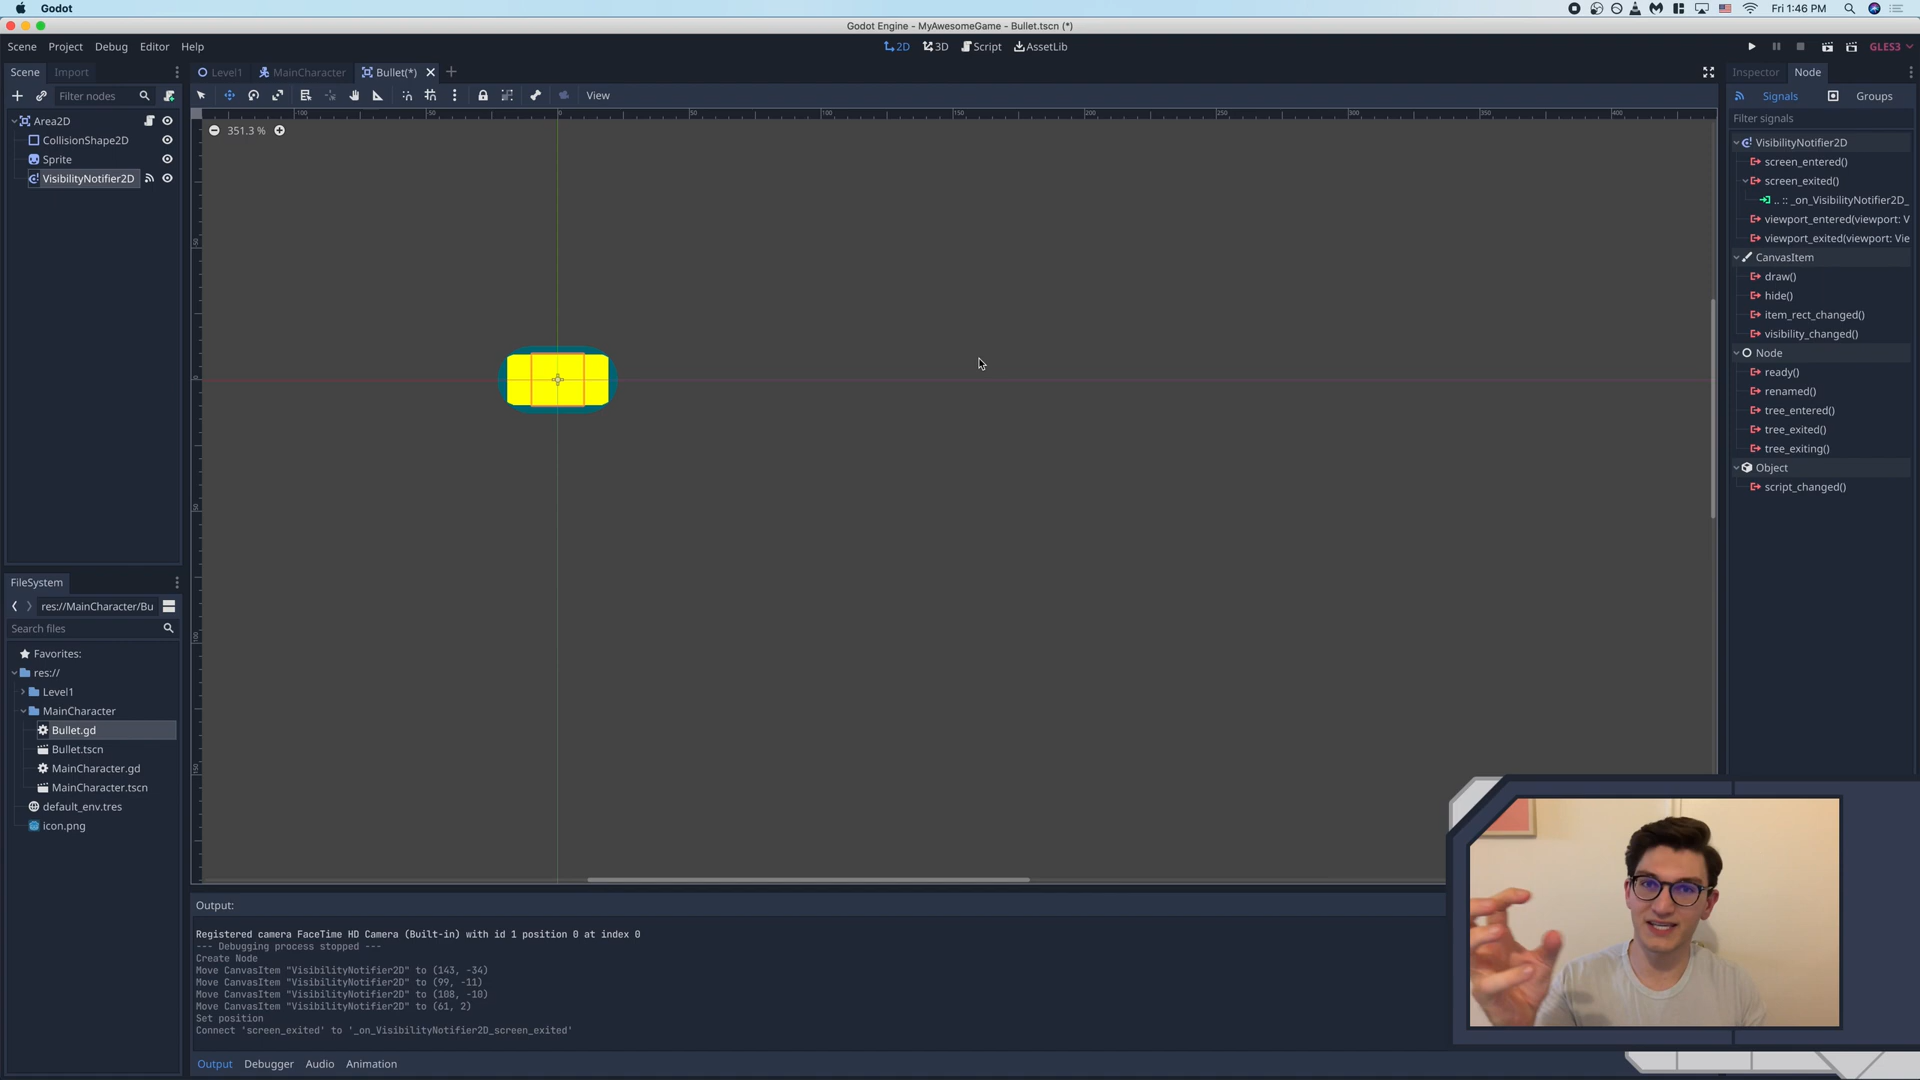 Godot
Fri 1:46 PM
Godot Engine - MyAwesomeGame - Bullet.tscn (*)
Scene Project Debug Editor Help
2D 3D Script AssetLib
GLES3
Scene Import
Level1 MainCharacter Bullet(*)
Inspector Node
Filter nodes
View
Signals Groups
351.3 %
Filter signals
Area2D
CollisionShape2D
Sprite
VisibilityNotifier2D
VisibilityNotifier2D
screen_entered()
screen_exited()
.. :: _on_VisibilityNotifier2D_
viewport_entered(viewport: V
viewport_exited(viewport: Vie
CanvasItem
draw()
hide()
item_rect_changed()
visibility_changed()
Node
ready()
renamed()
tree_entered()
tree_exited()
tree_exiting()
Object
script_changed()
FileSystem
res://MainCharacter/Bu
Search files
Favorites:
res://
Level1
MainCharacter
Bullet.gd
Bullet.tscn
MainCharacter.gd
MainCharacter.tscn
default_env.tres
icon.png
Output:
Registered camera FaceTime HD Camera (Built-in) with id 1 position 0 at index 0
--- Debugging process stopped ---
Create Node
Move CanvasItem "VisibilityNotifier2D" to (143, -34)
Move CanvasItem "VisibilityNotifier2D" to (99, -11)
Move CanvasItem "VisibilityNotifier2D" to (108, -10)
Move CanvasItem "VisibilityNotifier2D" to (61, 2)
Set position
Connect 'screen_exited' to '_on_VisibilityNotifier2D_screen_exited'
Output Debugger Audio Animation